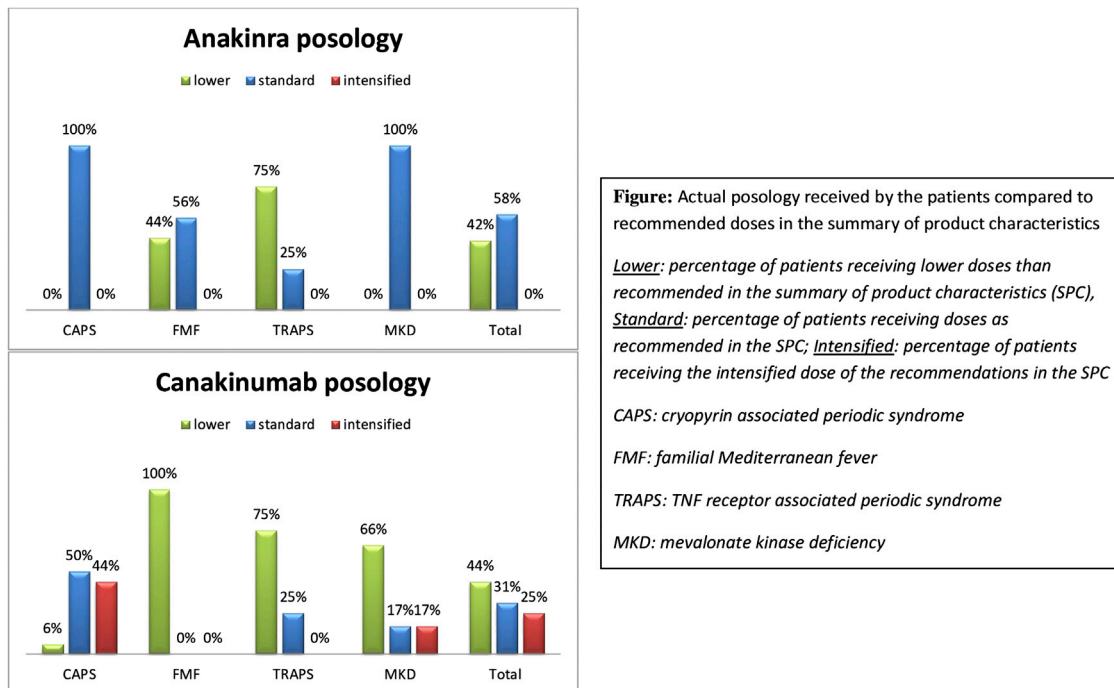 Anakinra posology
lower standard intensified
100% 100%
75%
56% 58%
44% 42%
25%
0% 0% 0% 0% 0% 0% 0%
CAPS FMF TRAPS MKD Total
Canakinumab posology
lower standard intensified
100%
75%
66%
50%
44% 44%
31%
25% 25%
17% 17%
6% 0% 0% 0%
CAPS FMF TRAPS MKD Total
Figure: Actual posology received by the patients compared to
recommended doses in the summary of product characteristics
Lower: percentage of patients receiving lower doses than
recommended in the summary of product characteristics (SPC),
Standard: percentage of patients receiving doses as
recommended in the SPC; Intensified: percentage of patients
receiving the intensified dose of the recommendations in the SPC
CAPS: cryopyrin associated periodic syndrome
FMF: familial Mediterranean fever
TRAPS: TNF receptor associated periodic syndrome
MKD: mevalonate kinase deficiency